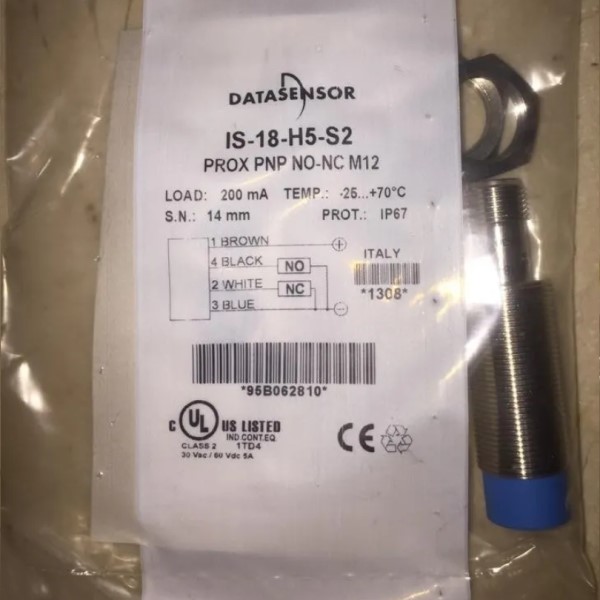 DATASENSOR
IS-18-H5-S2
PROX PNP NO-NC M12
LOAD: 200 mA TEMP.: -25...+70°C
S.N.: 14 mm PROT.: IP67
1 BROWN +
4 BLACK NO
2 WHITE NC
3 BLUE -
ITALY
*1308*
*95B062810*
C UL US LISTED
IND.CONT.EQ.
CLASS 2 1TD4
30 Vac / 60 Vdc 5A
CE